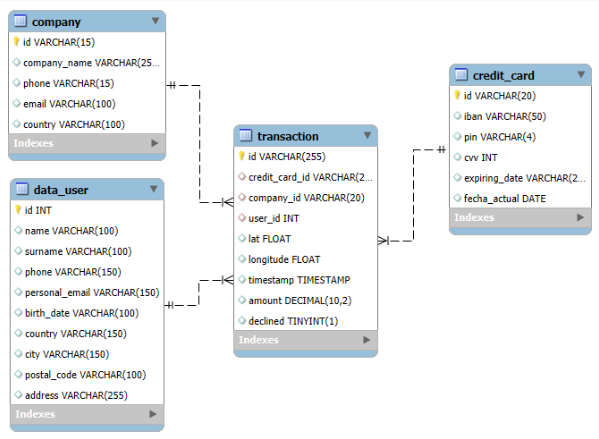 company
id VARCHAR(15)
company_name VARCHAR(25...
phone VARCHAR(15)
email VARCHAR(100)
country VARCHAR(100)
Indexes
data_user
id INT
name VARCHAR(100)
surname VARCHAR(100)
phone VARCHAR(150)
personal_email VARCHAR(150)
birth_date VARCHAR(100)
country VARCHAR(150)
city VARCHAR(150)
postal_code VARCHAR(100)
address VARCHAR(255)
Indexes
transaction
id VARCHAR(255)
credit_card_id VARCHAR(2...
company_id VARCHAR(20)
user_id INT
lat FLOAT
longitude FLOAT
timestamp TIMESTAMP
amount DECIMAL(10,2)
declined TINYINT(1)
Indexes
credit_card
id VARCHAR(20)
iban VARCHAR(50)
pin VARCHAR(4)
cvv INT
expiring_date VARCHAR(2...
fecha_actual DATE
Indexes